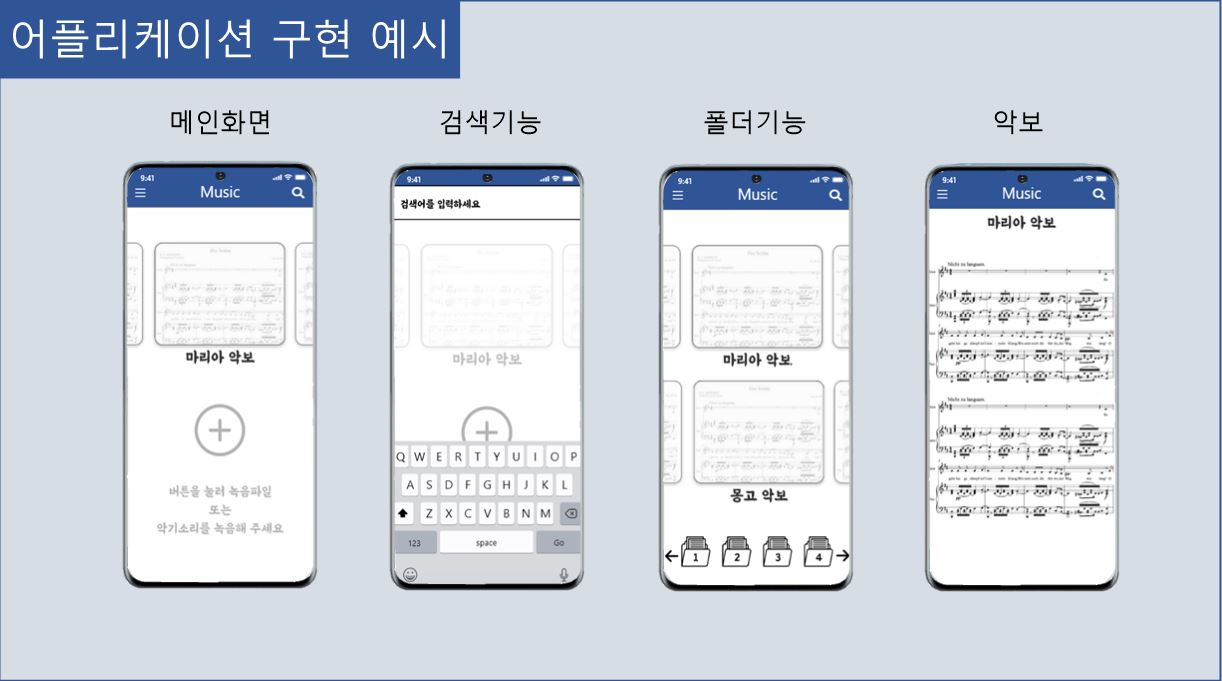 어플리케이션 구현 예시
메인화면
9:41
Music
마리아 악보
버튼을 눌러 녹음파일
또는
악기소리를 녹음해 주세요
검색기능
9:41
검색어를 입력하세요
마리아 악보
Q W E R T Y U I O P
A S D F G H J K L
Z X C V B N M
123 space Go
폴더기능
9:41
Music
마리아 악보.
몽고 악보
1 2 3 4
악보
9:41
Music
마리아 악보
Nicht zu langsam.
Nicht zu langsam.